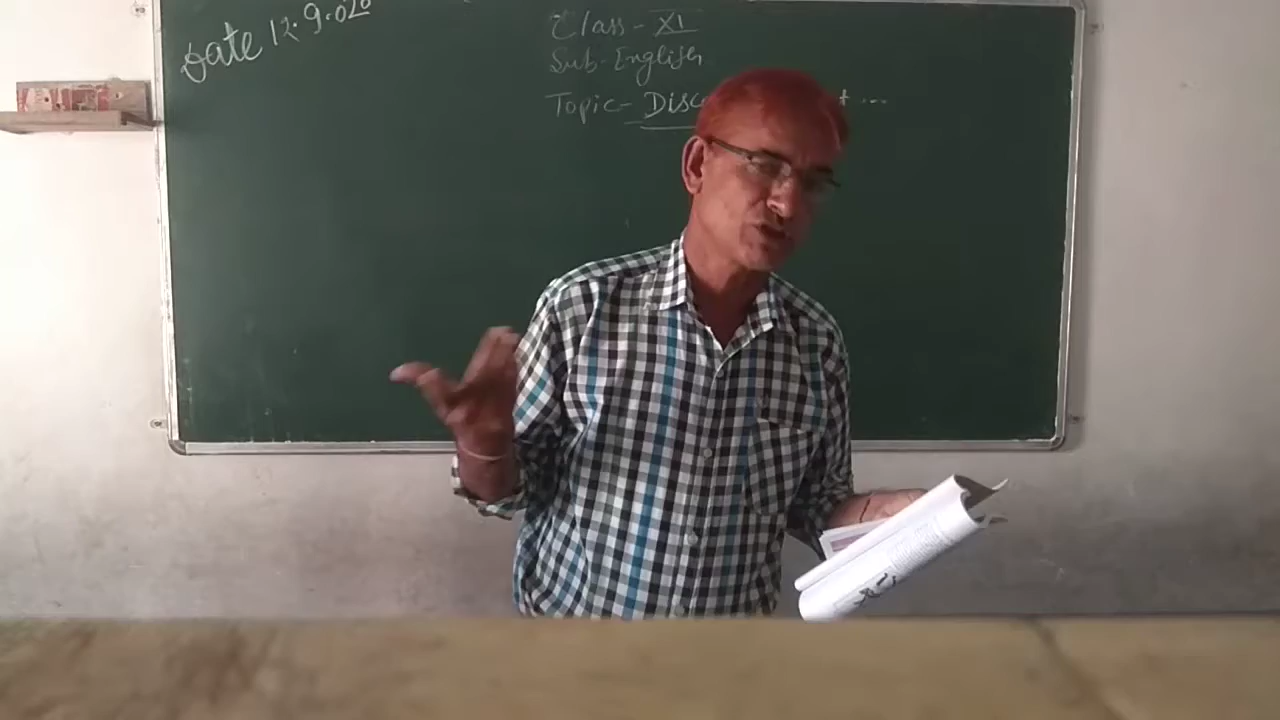 Date 12.9.020
Class - XI
Sub - English
Topic - Disc t ...